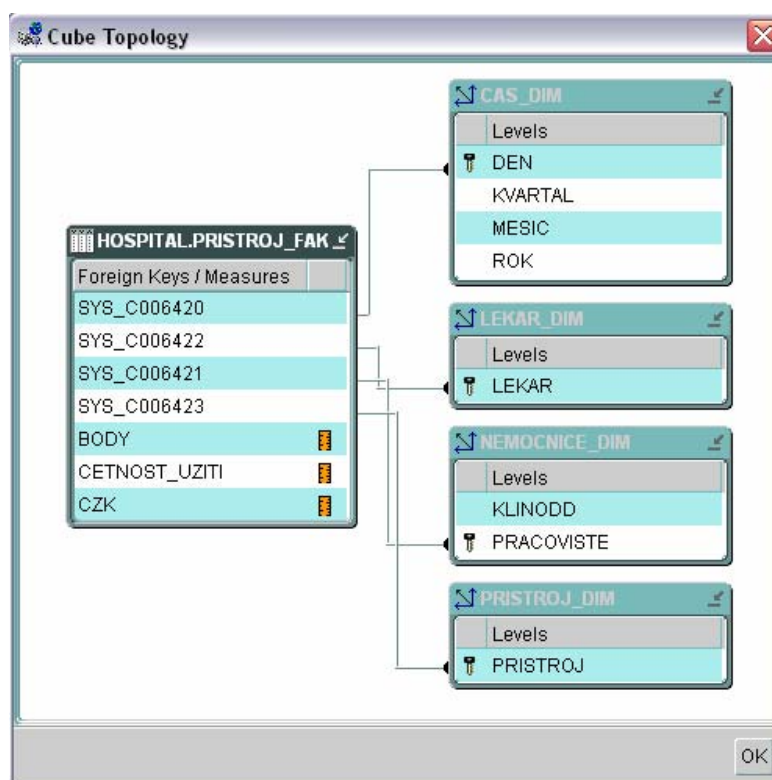 Cube Topology
HOSPITAL.PRISTROJ_FAK
Foreign Keys / Measures
SYS_C006420
SYS_C006422
SYS_C006421
SYS_C006423
BODY
CETNOST_UZITI
CZK
CAS_DIM
Levels
DEN
KVARTAL
MESIC
ROK
LEKAR_DIM
Levels
LEKAR
NEMOCNICE_DIM
Levels
KLINODD
PRACOVISTE
PRISTROJ_DIM
Levels
PRISTROJ
OK